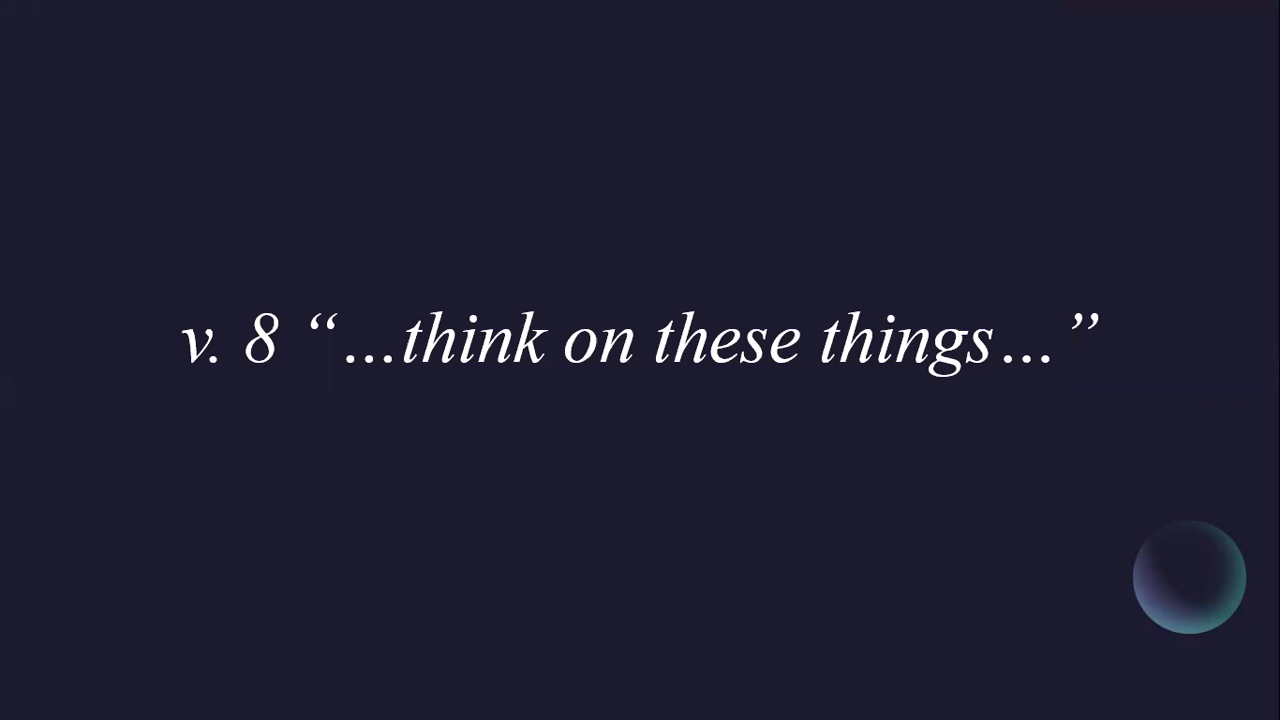 v. 8 “…think on these things…”